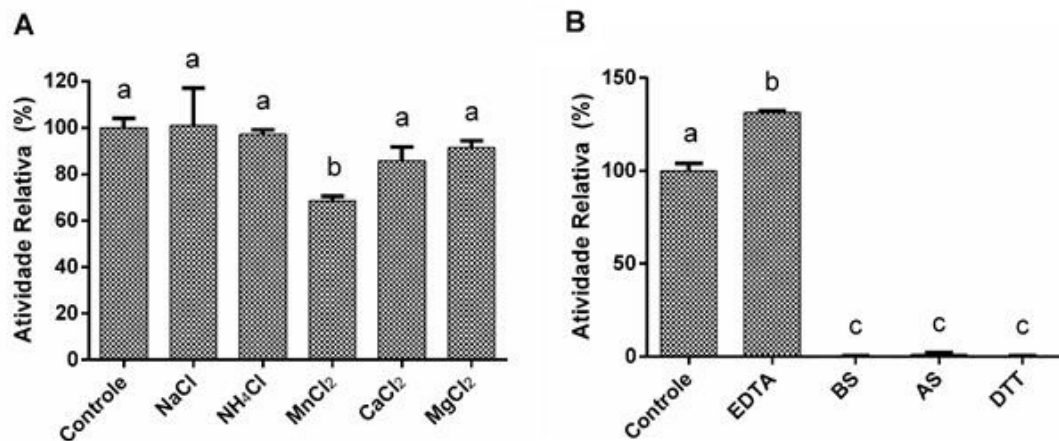 A
Atividade Relativa (%)
120
100
80
60
40
20
0
a
a
a
b
a
a
Controle
NaCl
NH₄Cl
MnCl₂
CaCl₂
MgCl₂
B
Atividade Relativa (%)
150
100
50
0
a
b
c
c
c
Controle
EDTA
BS
AS
DTT